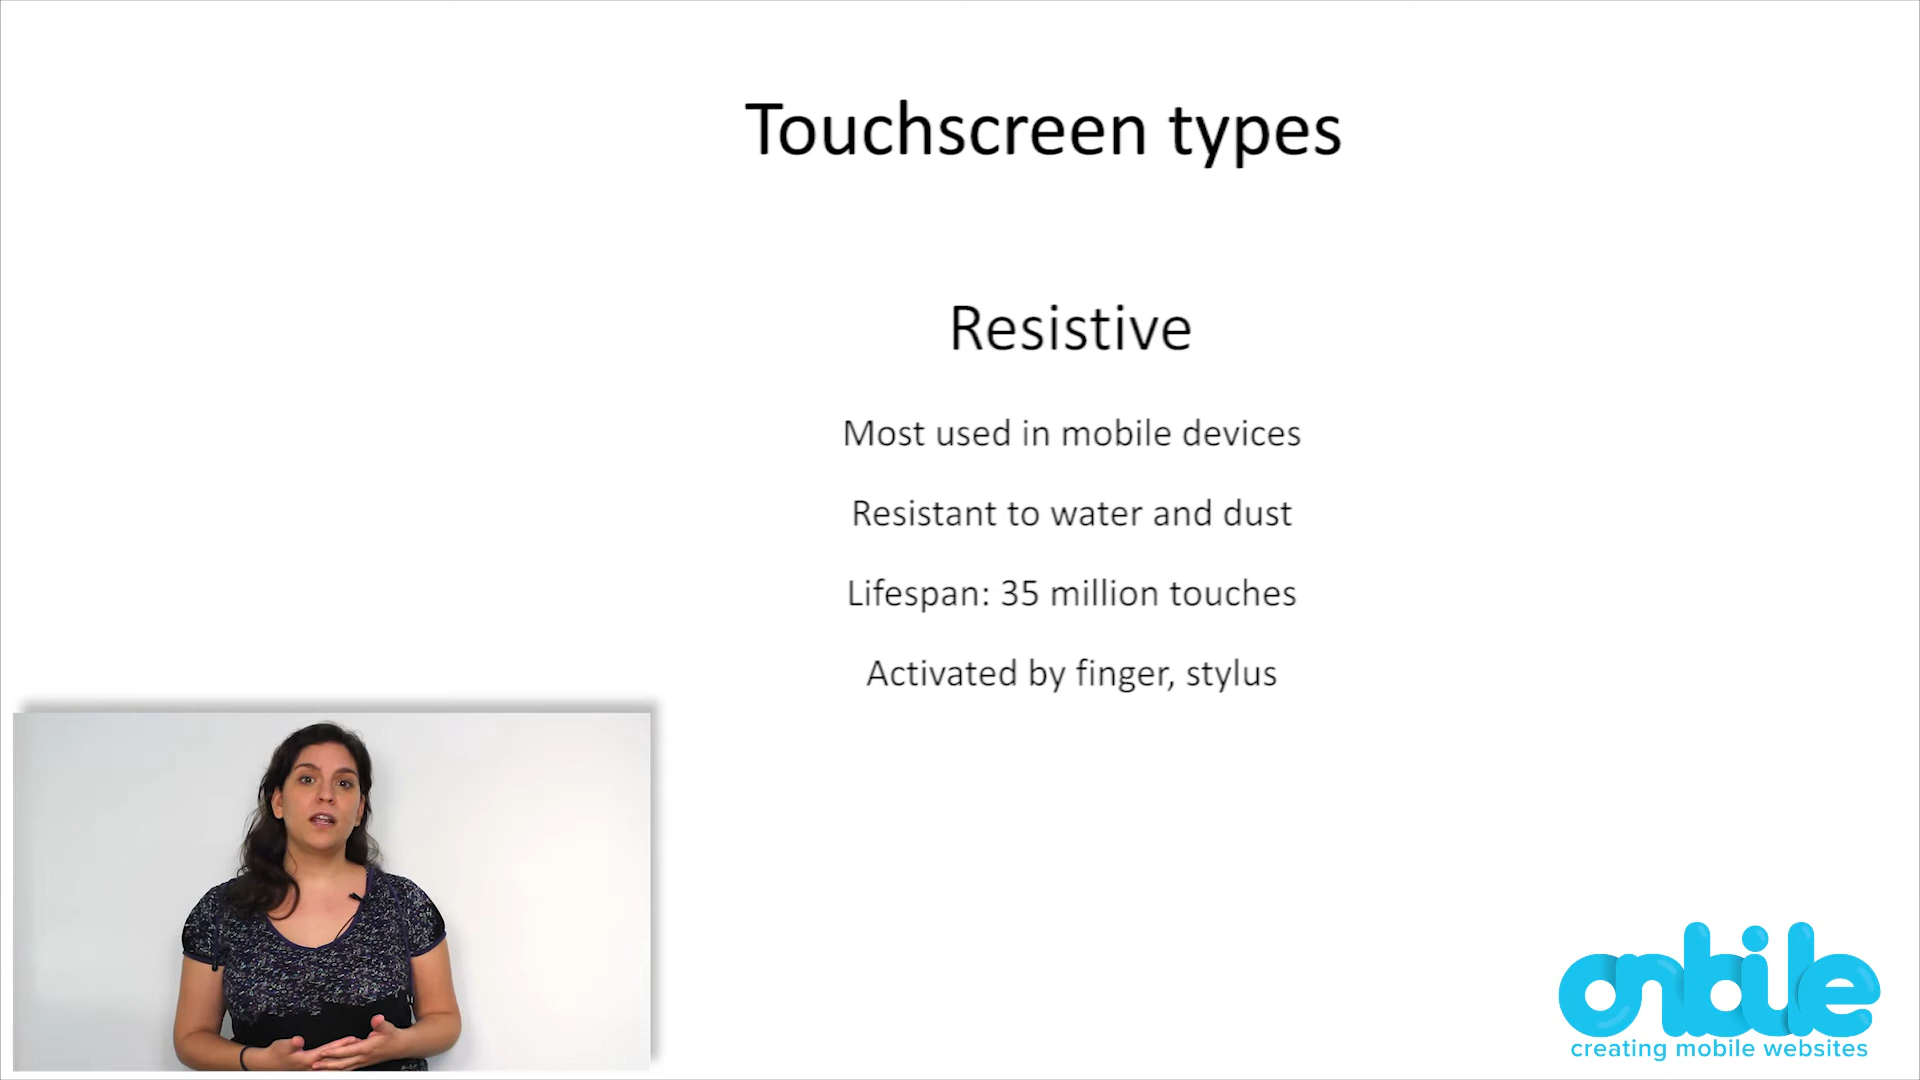 Touchscreen types
Resistive
Most used in mobile devices
Resistant to water and dust
Lifespan: 35 million touches
Activated by finger, stylus
onbile
creating mobile websites